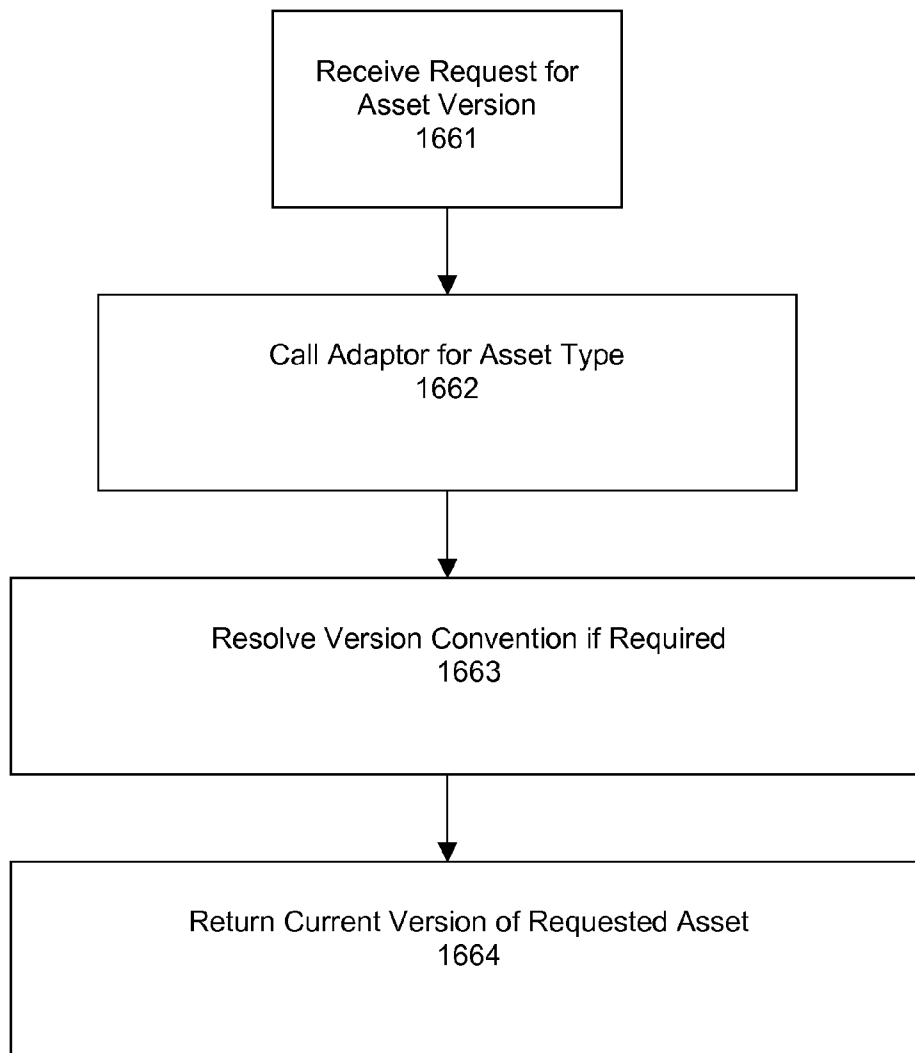 Receive Request for
Asset Version
1661
Call Adaptor for Asset Type
1662
Resolve Version Convention if Required
1663
Return Current Version of Requested Asset
1664